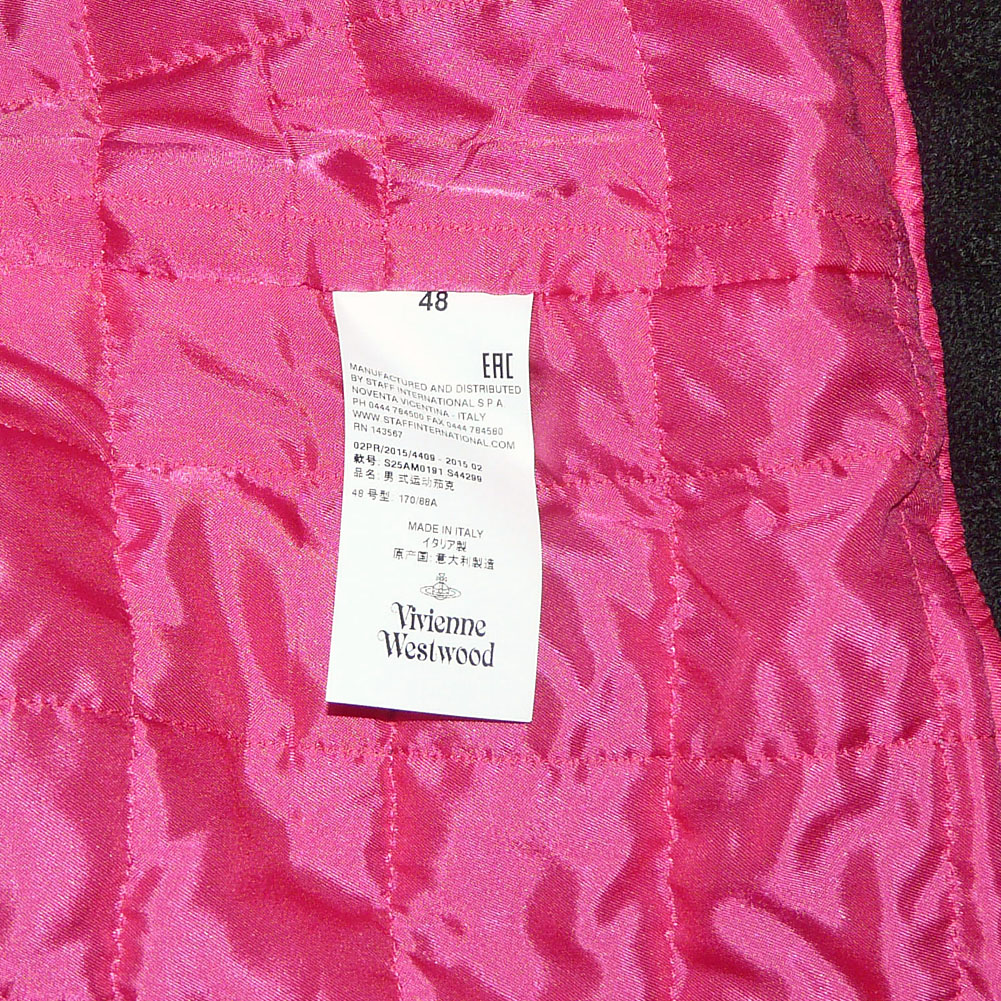 48
EAC
MANUFACTURED AND DISTRIBUTED
BY STAFF INTERNATIONAL S.P.A.
NOVENTA VICENTINA - ITALY
PH 0444 784500 FAX 0444 784580
WWW.STAFFINTERNATIONAL.COM
RN 143567
02PR/2015/4409 - 2015 02
款号: S25AM0191 S44299
品名: 男式运动茄克
48 号型: 170/88A
MADE IN ITALY
イタリア製
原产国: 意大利製造
Vivienne
Westwood